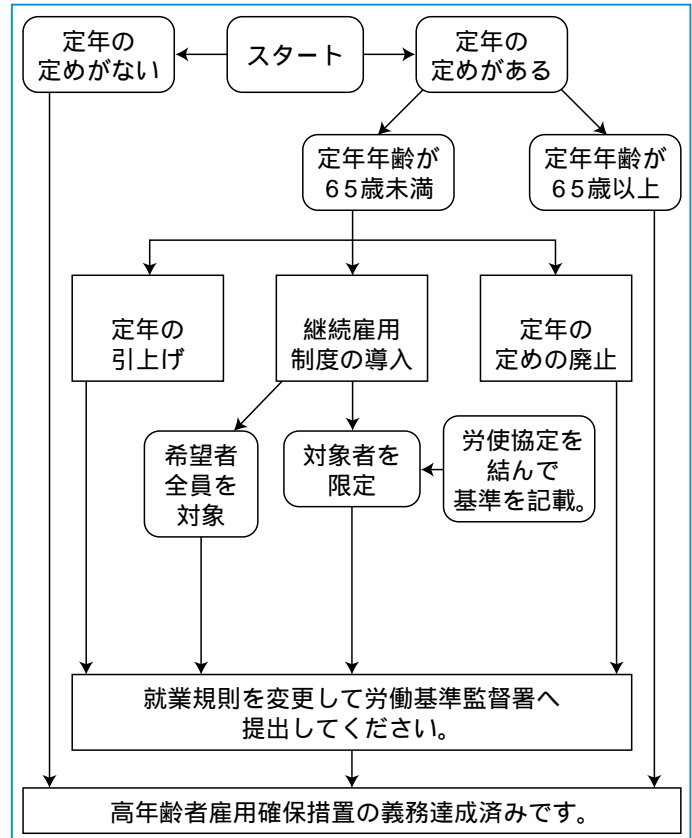 定年の
定めがない
スタート
定年の
定めがある
定年年齢が
65歳未満
定年年齢が
65歳以上
定年の
引上げ
継続雇用
制度の導入
定年の
定めの廃止
希望者
全員を
対象
対象者を
限定
労使協定を
結んで
基準を記載。
就業規則を変更して労働基準監督署へ
提出してください。
高年齢者雇用確保措置の義務達成済みです。